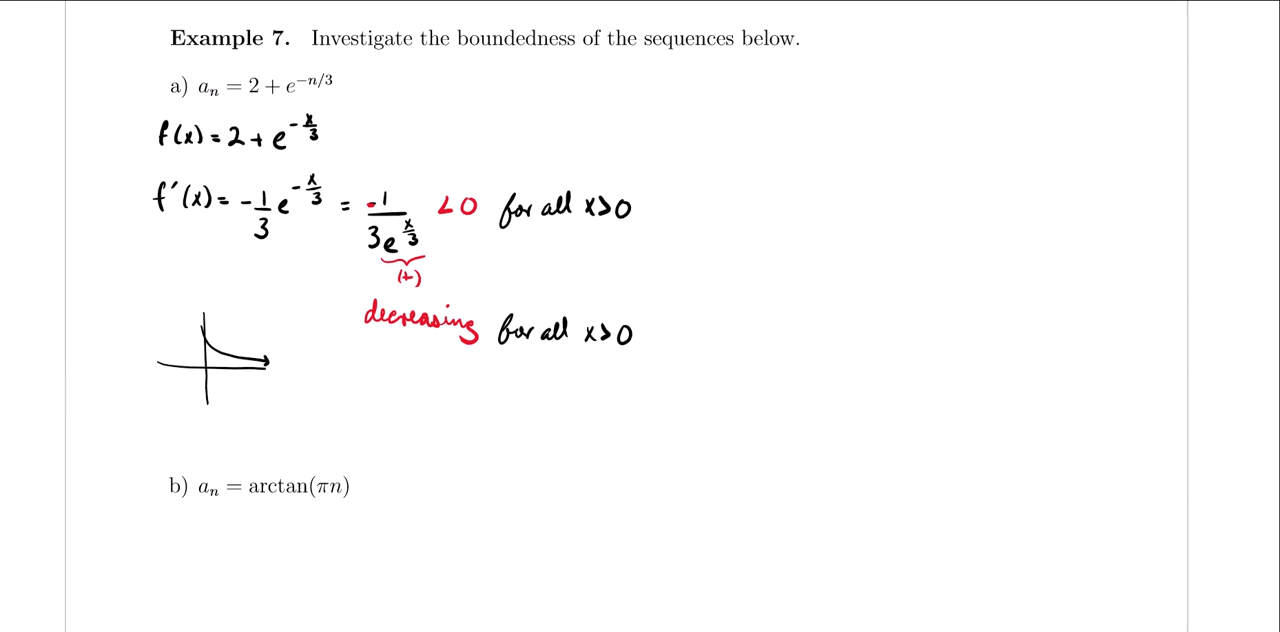 Example 7. Investigate the boundedness of the sequences below.
a) aₙ = 2 + e^{−n/3}
f(x) = 2 + e^{-x/3}
f′(x) = -1/3 e^{-x/3} = -1/(3e^{x/3}) < 0 for all x>0
(+)
decreasing for all x>0
b) aₙ = arctan(πn)